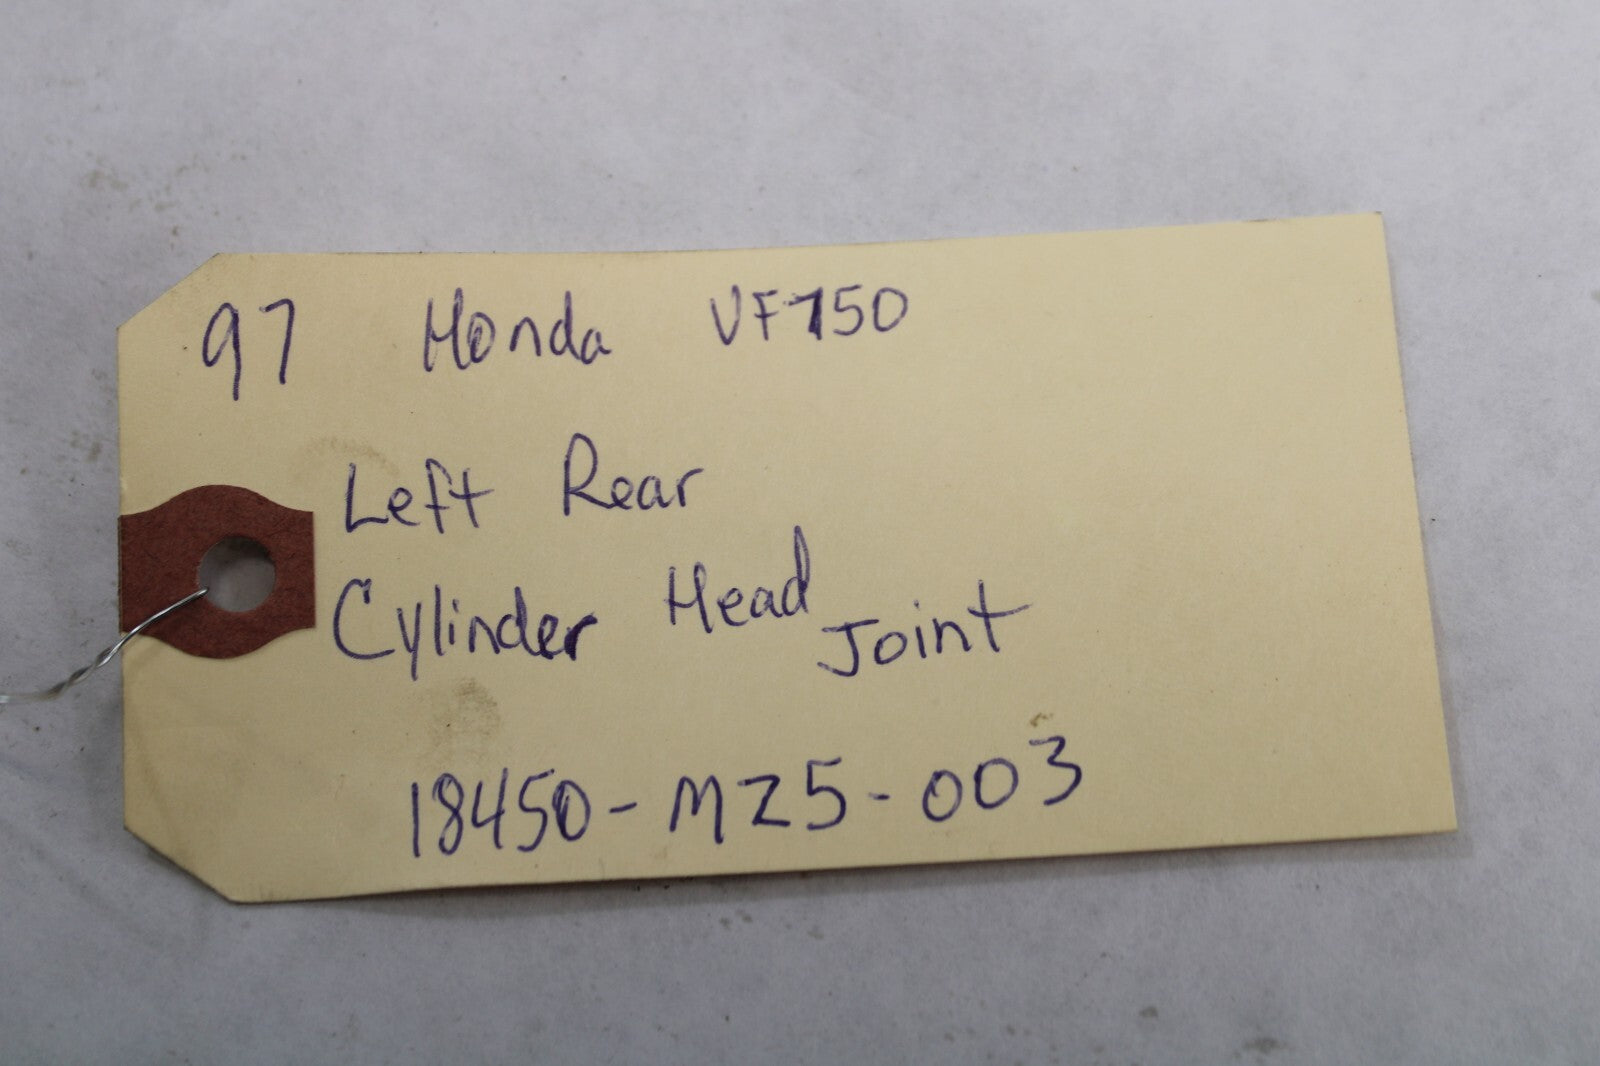 97 Honda VF750
Left Rear
Cylinder Head Joint
18450-MZ5-003